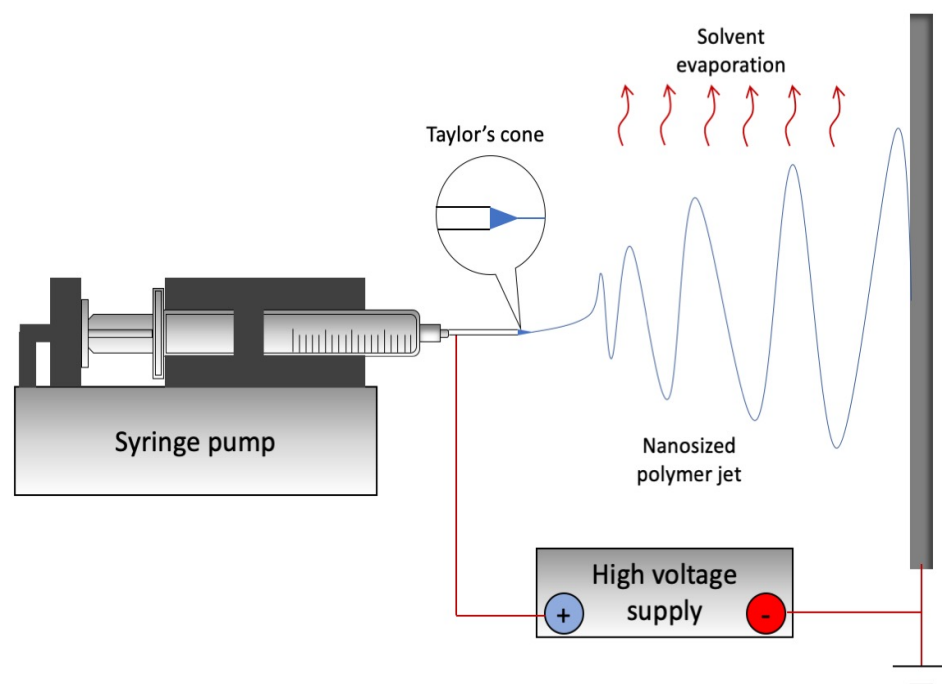 Solvent
evaporation
Taylor's cone
Syringe pump
Nanosized
polymer jet
High voltage
supply
+
-